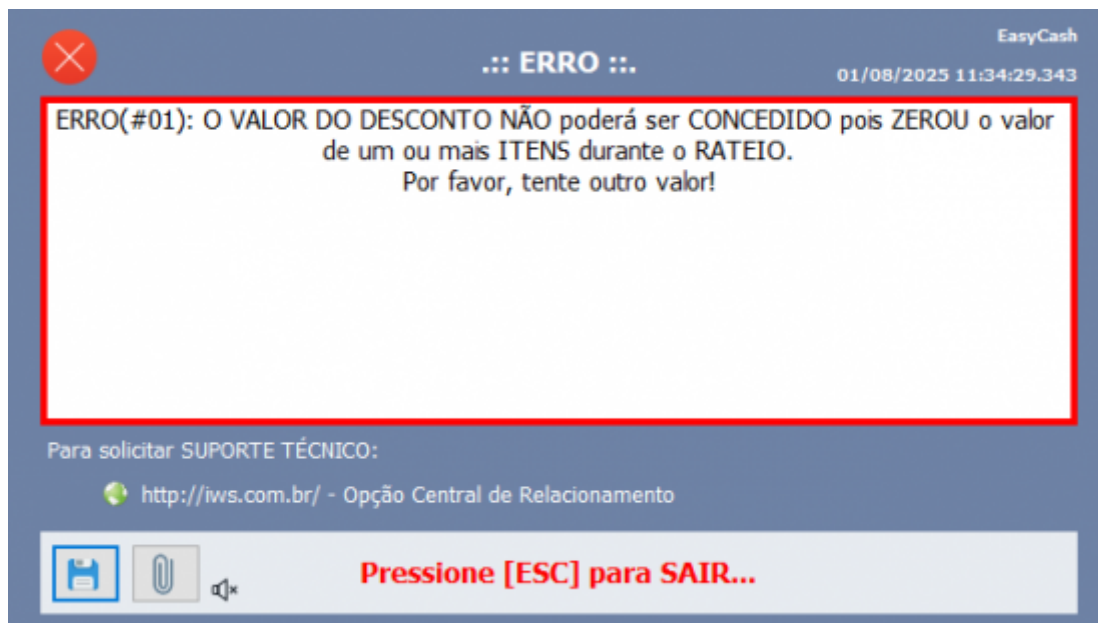 EasyCash
.:: ERRO ::.
01/08/2025 11:34:29.343
ERRO(#01): O VALOR DO DESCONTO NÃO poderá ser CONCEDIDO pois ZEROU o valor
de um ou mais ITENS durante o RATEIO.
Por favor, tente outro valor!
Para solicitar SUPORTE TÉCNICO:
http://iws.com.br/ - Opção Central de Relacionamento
Pressione [ESC] para SAIR...